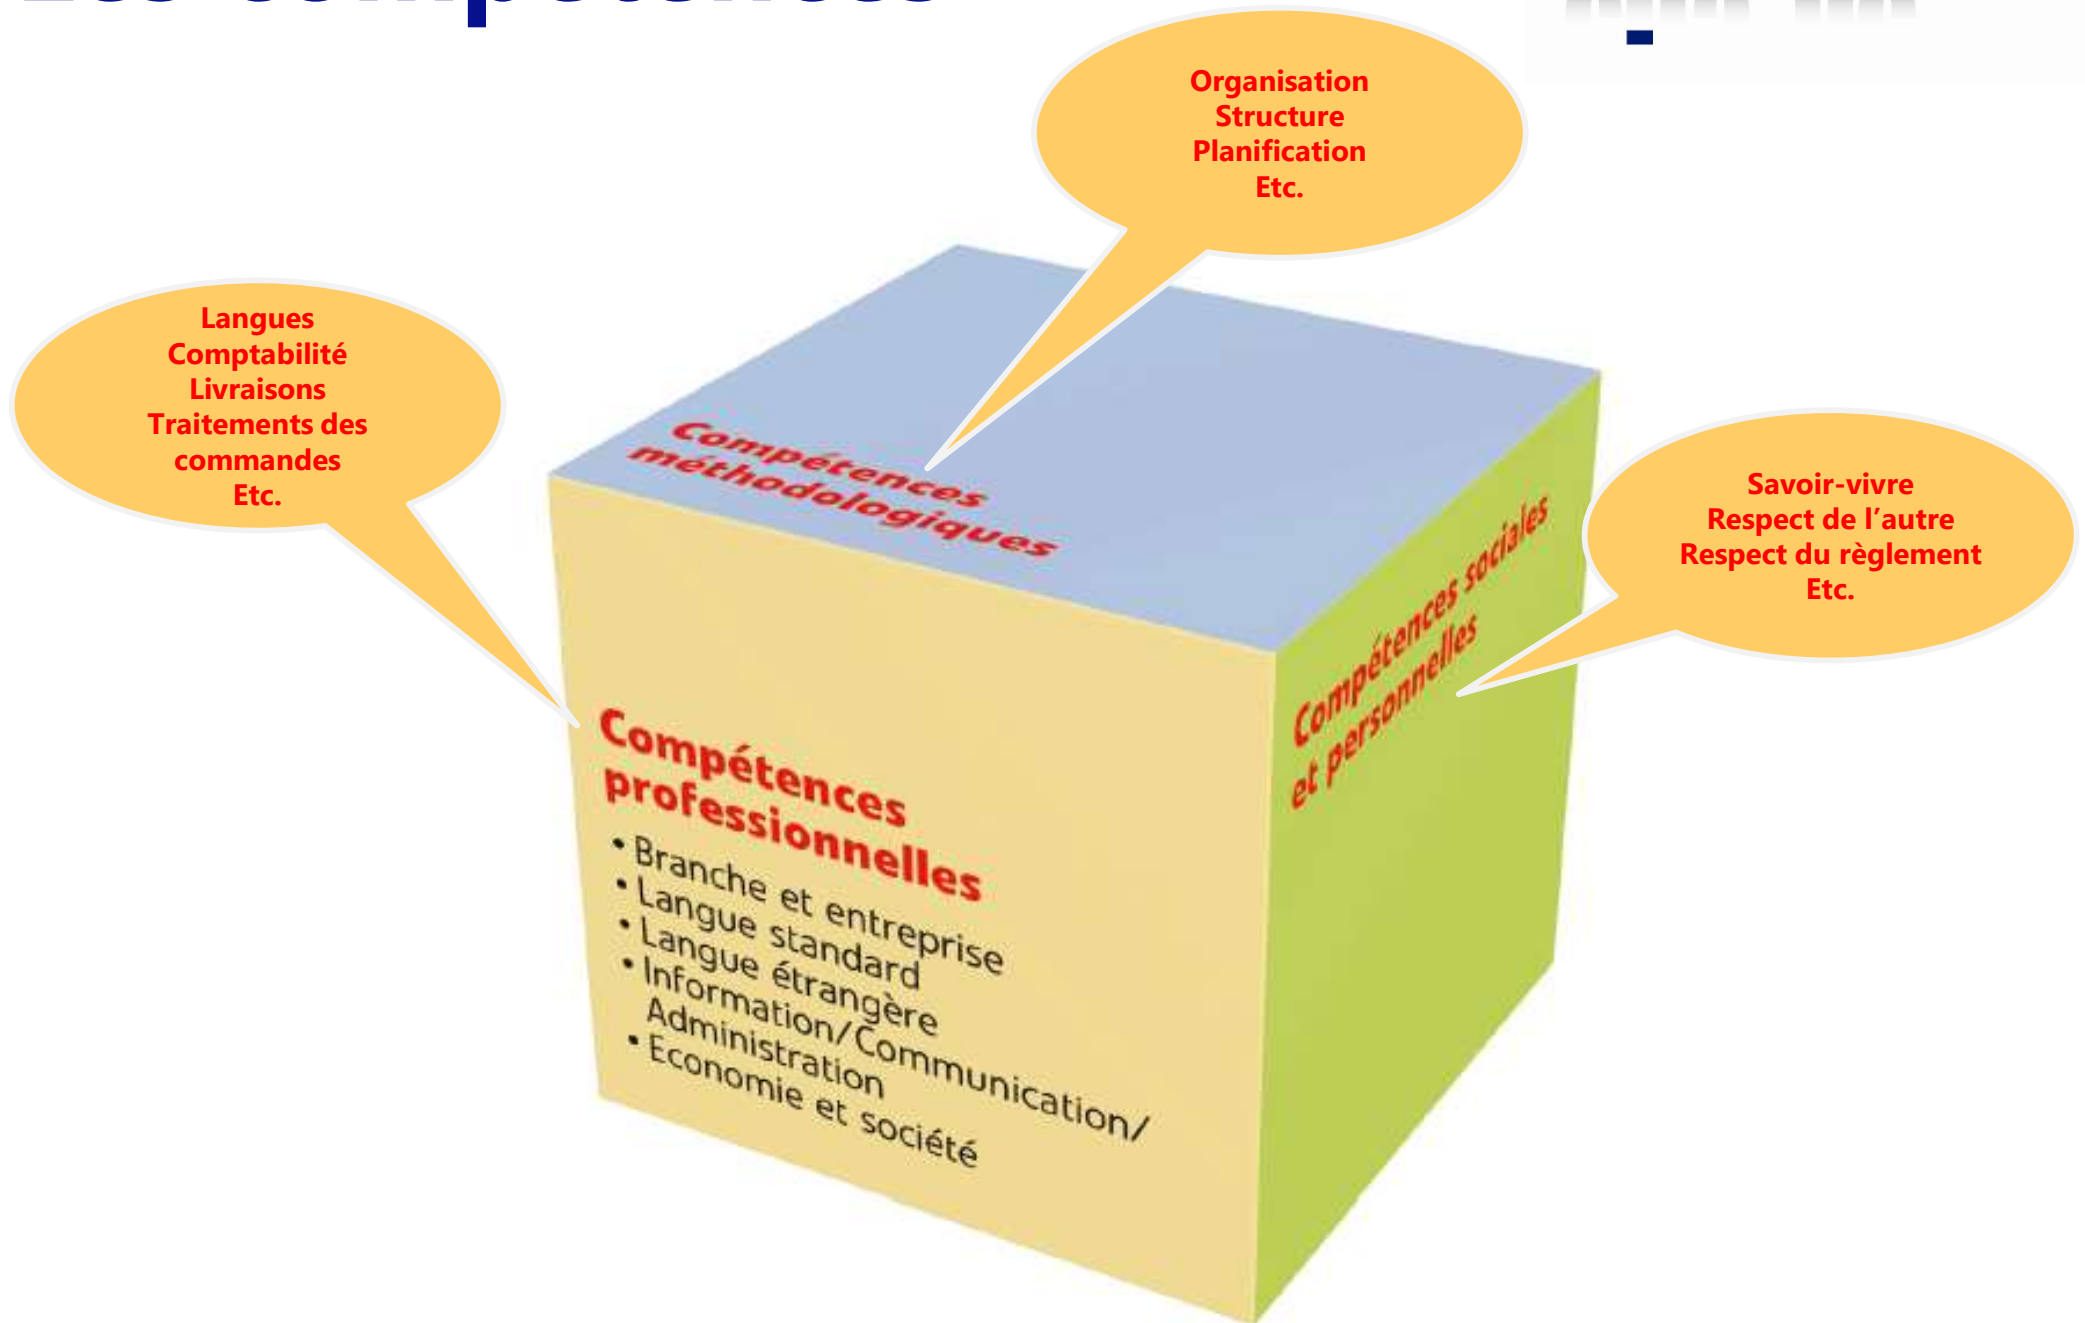 Les compétences
Organisation
Structure
Planification
Etc.
Langues
Comptabilité
Livraisons
Traitements des
commandes
Etc.
Savoir-vivre
Respect de l’autre
Respect du règlement
Etc.
Compétences
méthodologiques
Compétences sociales
et personnelles
Compétences
professionnelles
• Branche et entreprise
• Langue standard
• Langue étrangère
• Information/Communication/
Administration
• Economie et société